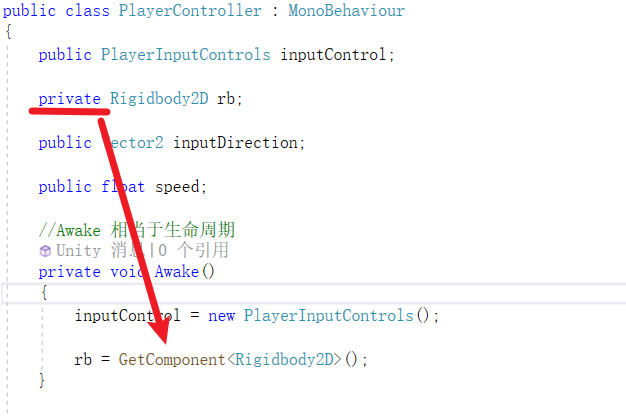 public class PlayerController : MonoBehaviour
{
public PlayerInputControls inputControl;
private Rigidbody2D rb;
public Vector2 inputDirection;
public float speed;
//Awake 相当于生命周期
Unity 消息|0 个引用
private void Awake()
{
inputControl = new PlayerInputControls();
rb = GetComponent<Rigidbody2D>();
}